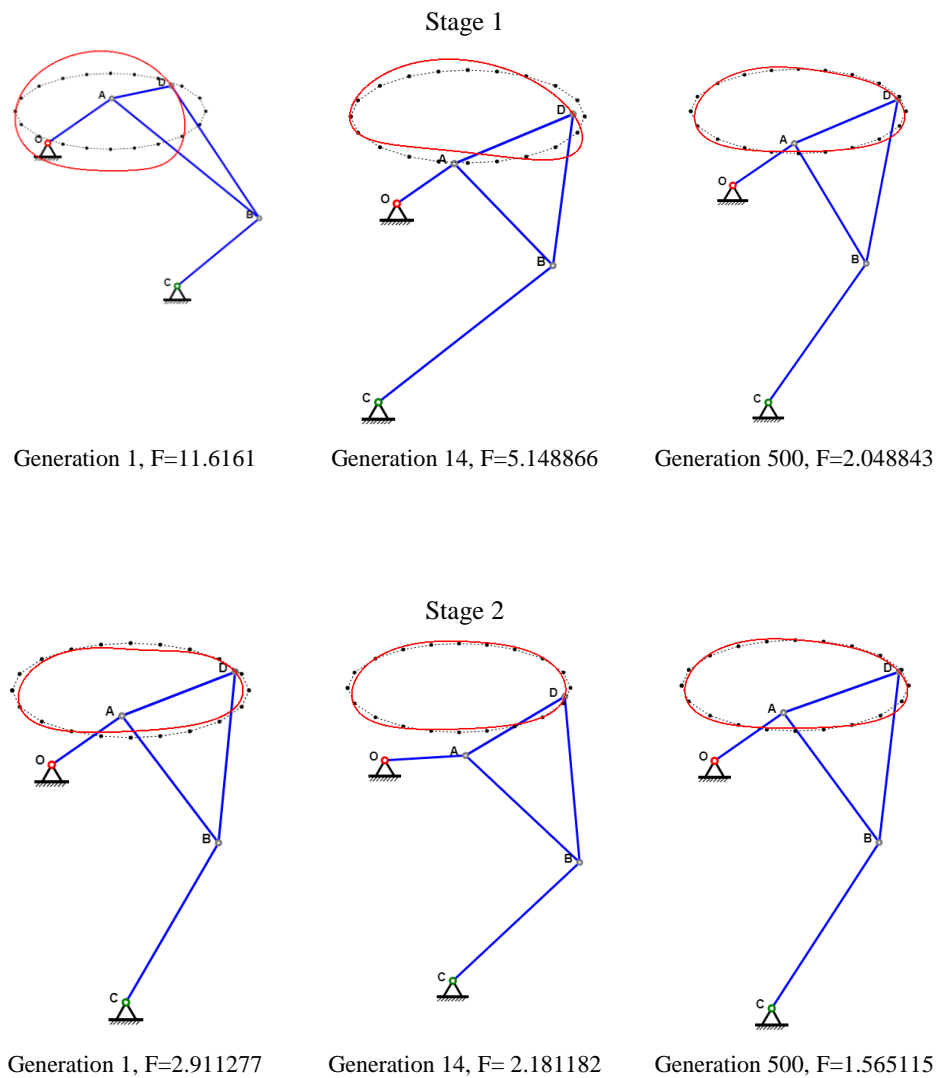 Stage 1
D
A
O
B
C
D
A
O
B
C
D
A
O
B
C
Generation 1, F=11.6161
Generation 14, F=5.148866
Generation 500, F=2.048843
Stage 2
D
A
O
B
C
D
A
O
B
C
D
A
O
B
C
Generation 1, F=2.911277
Generation 14, F= 2.181182
Generation 500, F=1.565115